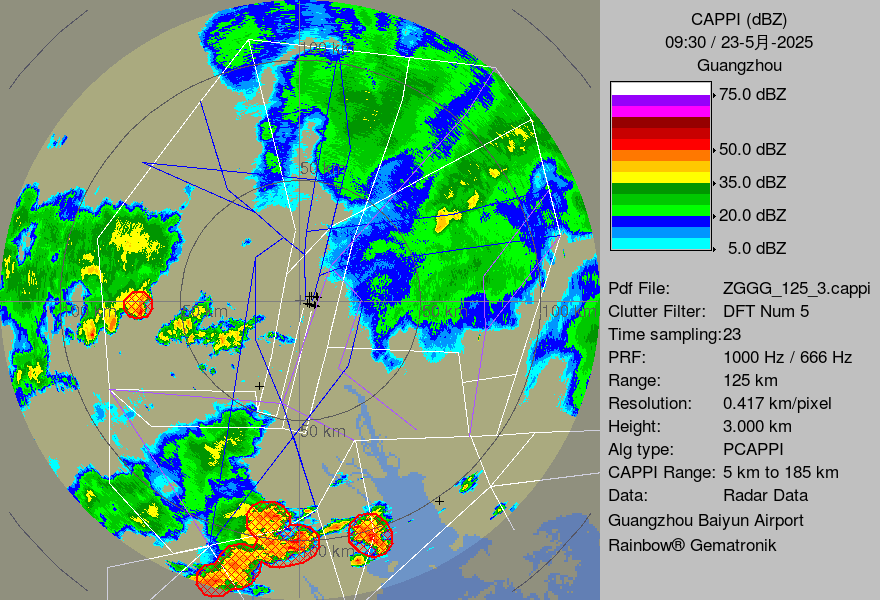 CAPPI (dBZ)
09:30 / 23-5月-2025
Guangzhou
75.0 dBZ
50.0 dBZ
35.0 dBZ
20.0 dBZ
5.0 dBZ
Pdf File: ZGGG_125_3.cappi
Clutter Filter: DFT Num 5
Time sampling:23
PRF: 1000 Hz / 666 Hz
Range: 125 km
Resolution: 0.417 km/pixel
Height: 3.000 km
Alg type: PCAPPI
CAPPI Range: 5 km to 185 km
Data: Radar Data
Guangzhou Baiyun Airport
Rainbow® Gematronik
100 km
50 km
100 km
50 km
50 km
100 km
50 km
100 km